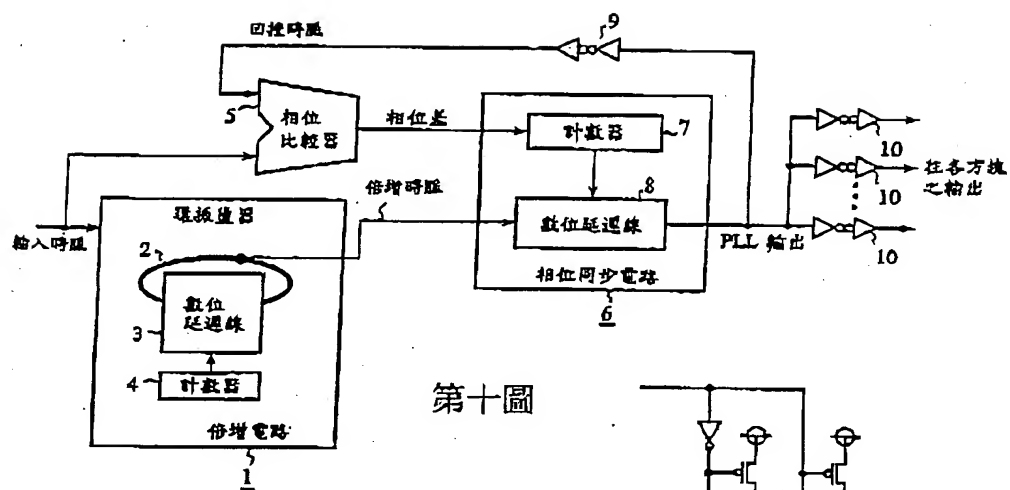 回授時脈
9
5
相位
比較器
相位差
計數器
7
10
倍增時脈
8
10
在各方塊
之輸出
環振盪器
數位延遲線
輸入時脈
PLL 輸出
10
2
相位同步電路
數位
延遲線
6
3
4
計數器
第十圖
倍增電路
1